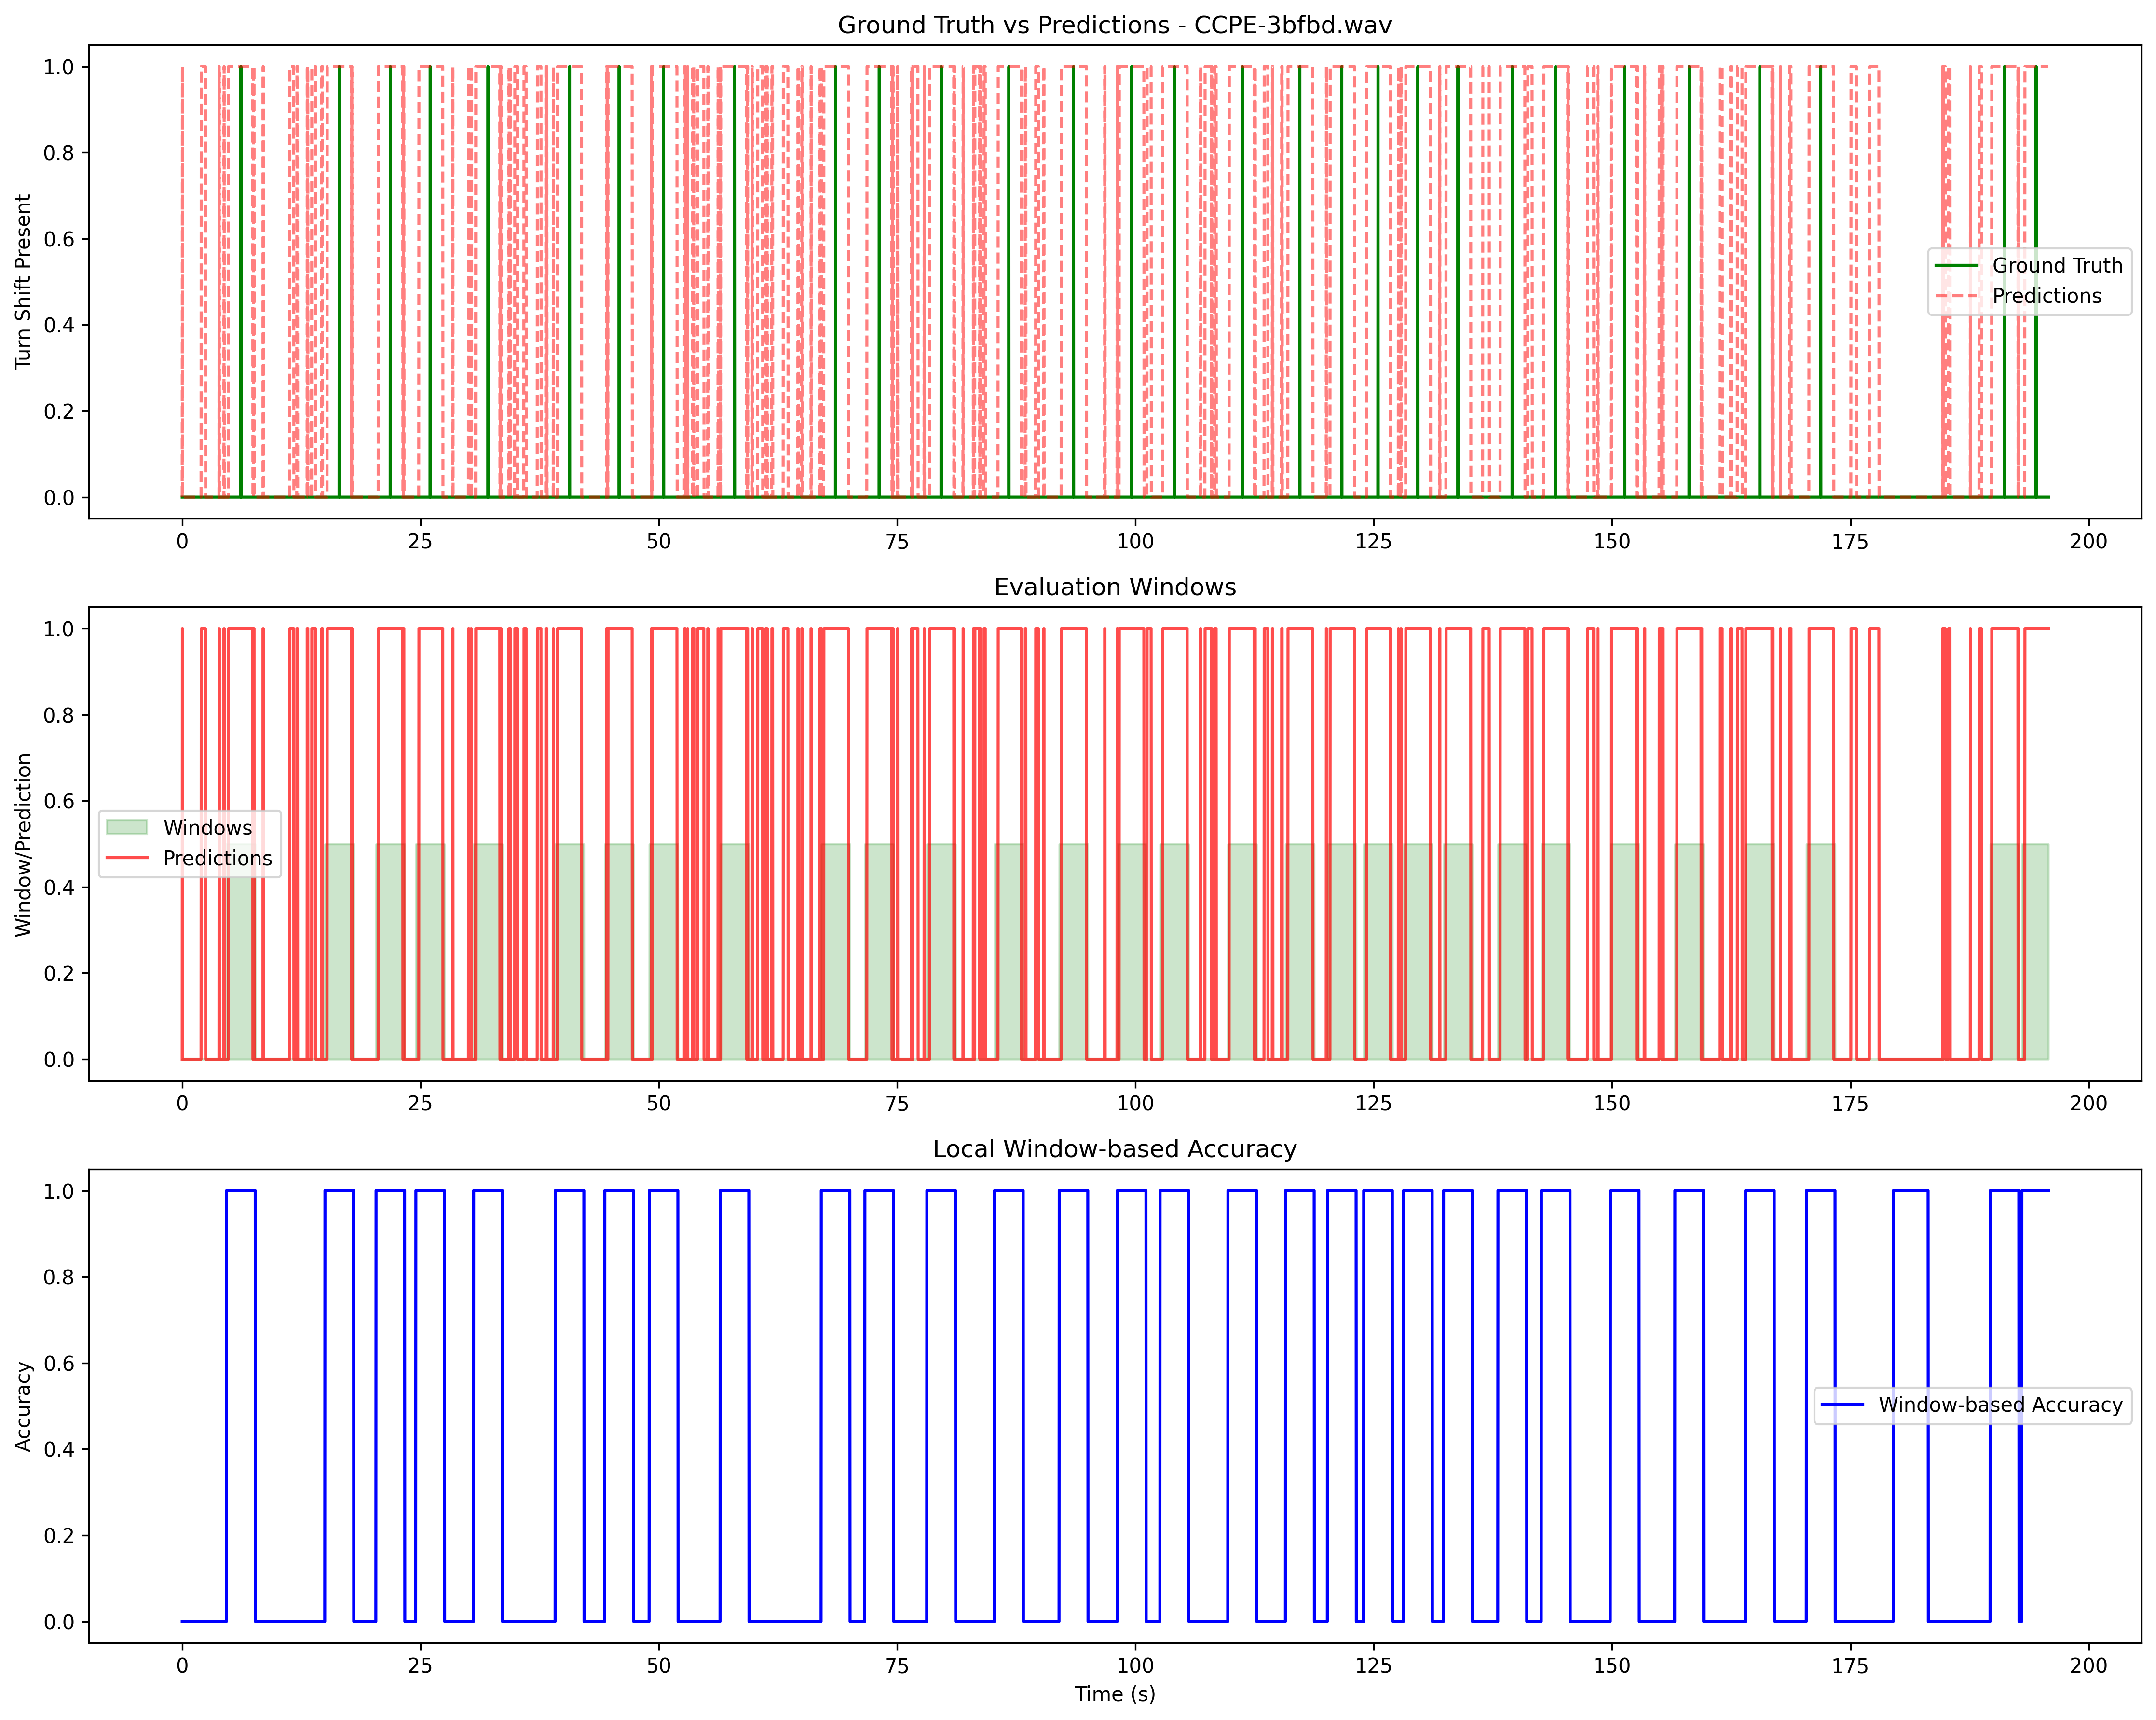 Ground Truth vs Predictions - CCPE-3bfbd.wav
1.0
0.8
0.6
0.4
0.2
0.0
Turn Shift Present
Ground Truth
Predictions
0 25 50 75 100 125 150 175 200
Evaluation Windows
1.0
0.8
0.6
0.4
0.2
0.0
Window/Prediction
Windows
Predictions
0 25 50 75 100 125 150 175 200
Local Window-based Accuracy
1.0
0.8
0.6
0.4
0.2
0.0
Accuracy
Window-based Accuracy
0 25 50 75 100 125 150 175 200
Time (s)